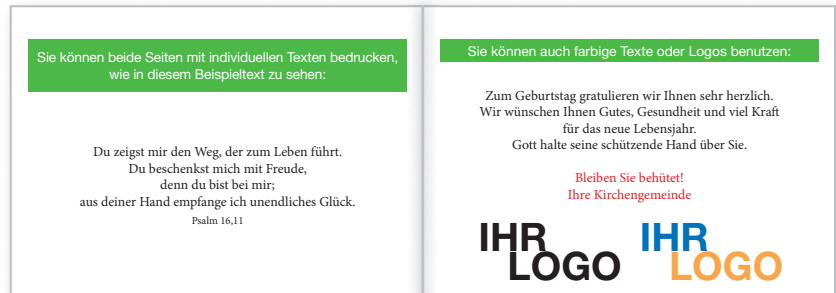 Sie können beide Seiten mit individuellen Texten bedrucken,
wie in diesem Beispieltext zu sehen:
Du zeigst mir den Weg, der zum Leben führt.
Du beschenkst mich mit Freude,
denn du bist bei mir;
aus deiner Hand empfange ich unendliches Glück.
Psalm 16,11
Sie können auch farbige Texte oder Logos benutzen:
Zum Geburtstag gratulieren wir Ihnen sehr herzlich.
Wir wünschen Ihnen Gutes, Gesundheit und viel Kraft
für das neue Lebensjahr.
Gott halte seine schützende Hand über Sie.
Bleiben Sie behütet!
Ihre Kirchengemeinde
IHR
LOGO
IHR
LOGO